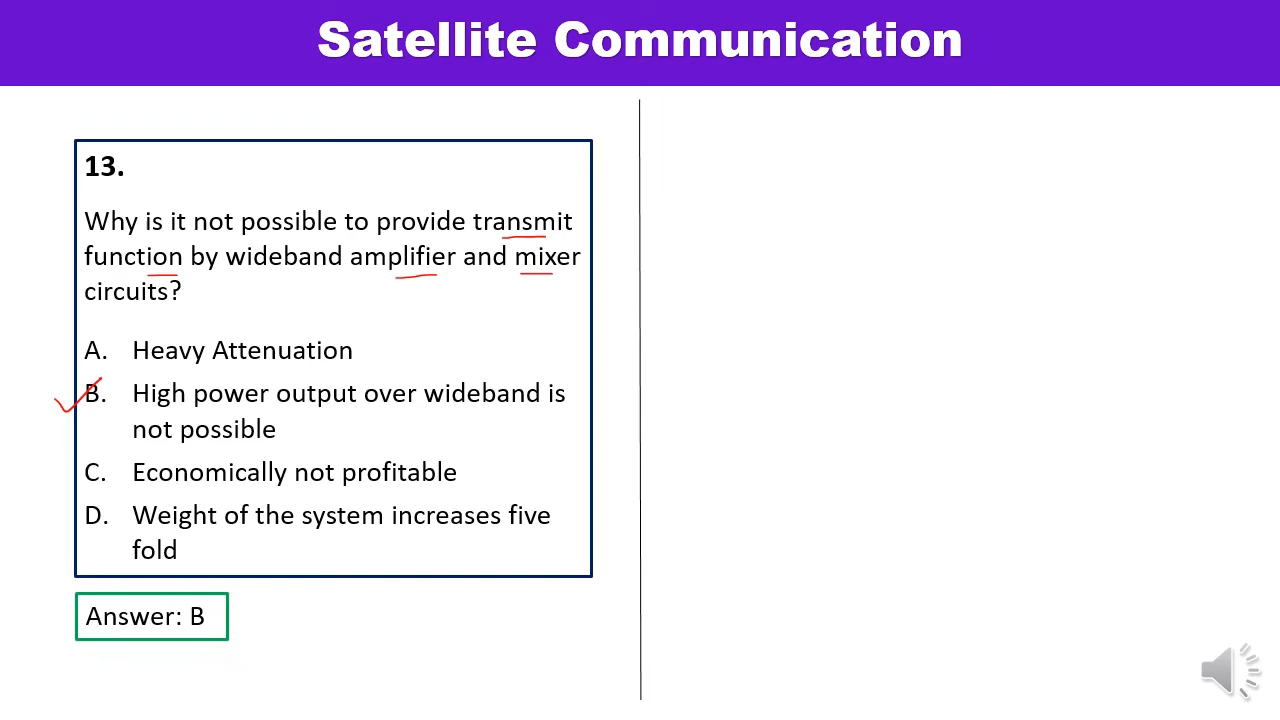 Satellite Communication
13.
Why is it not possible to provide transmit
function by wideband amplifier and mixer
circuits?
A. Heavy Attenuation
B. High power output over wideband is
not possible
C. Economically not profitable
D. Weight of the system increases five
fold
Answer: B